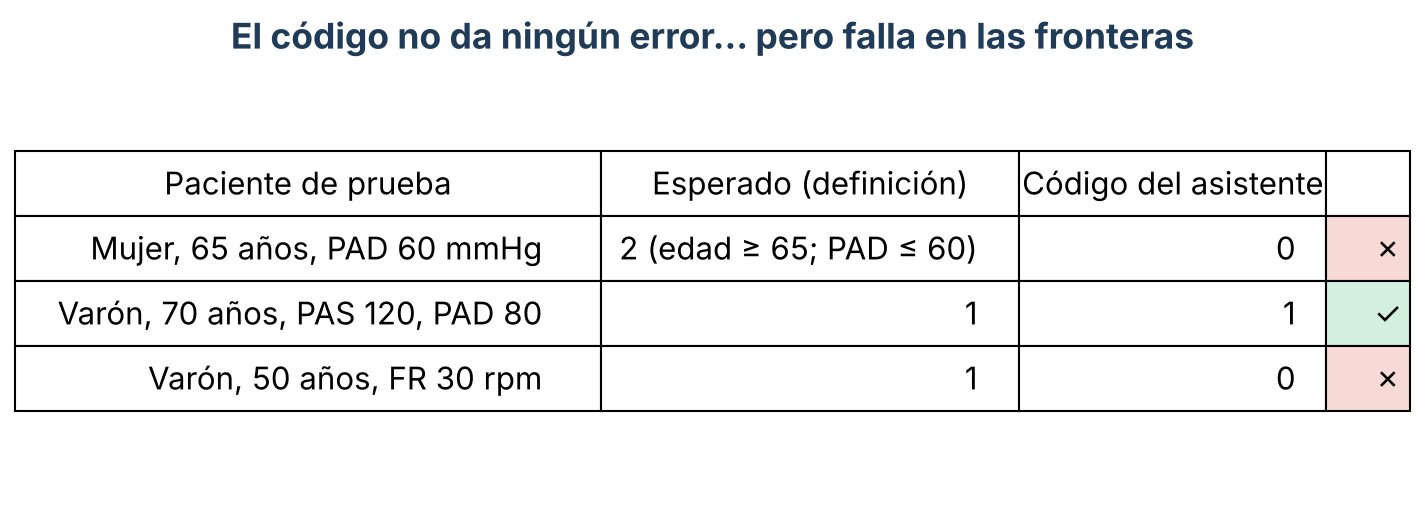 El código no da ningún error... pero falla en las fronteras
Paciente de prueba Esperado (definición) Código del asistente
Mujer, 65 años, PAD 60 mmHg 2 (edad ≥ 65; PAD ≤ 60) 0 ✕
Varón, 70 años, PAS 120, PAD 80 1 1 ✓
Varón, 50 años, FR 30 rpm 1 0 ✕